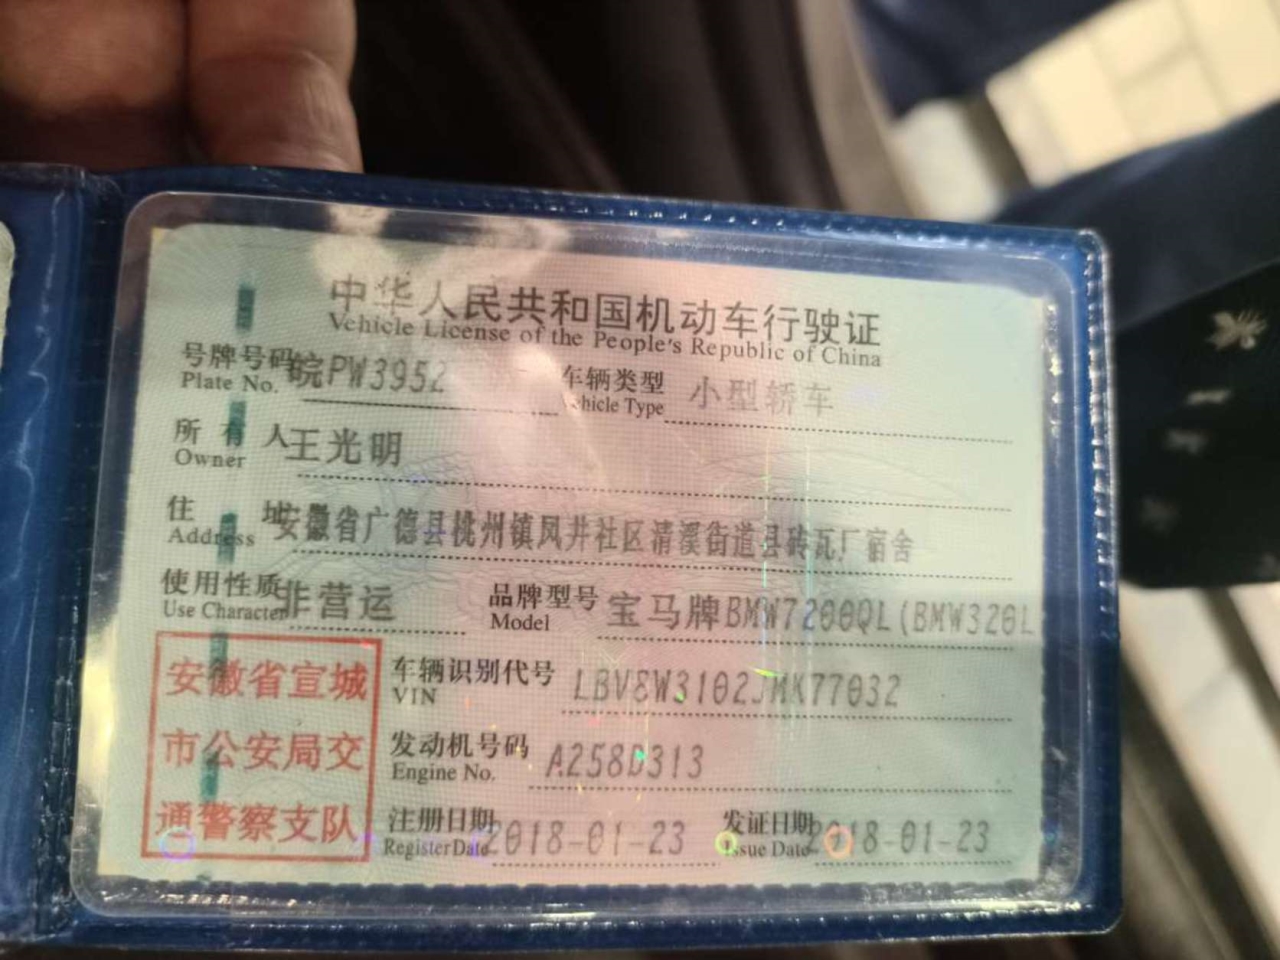 中华人民共和国机动车行驶证
Vehicle License of the People's Republic of China
号牌号码 皖PW3952 车辆类型 小型轿车
Plate No. Vehicle Type
所有人 王光明
Owner
住址 安徽省广德县桃州镇凤井社区清溪街道县砖瓦厂宿舍
Address
使用性质 非营运 品牌型号 宝马牌BMW7200QL(BMW320L
Use Character Model
安徽省宣城
市公安局交
通警察支队
车辆识别代号 LBV8W3102JMK77032
VIN
发动机号码 A258D313
Engine No.
注册日期 2018-01-23 发证日期 2018-01-23
Register Date Issue Date